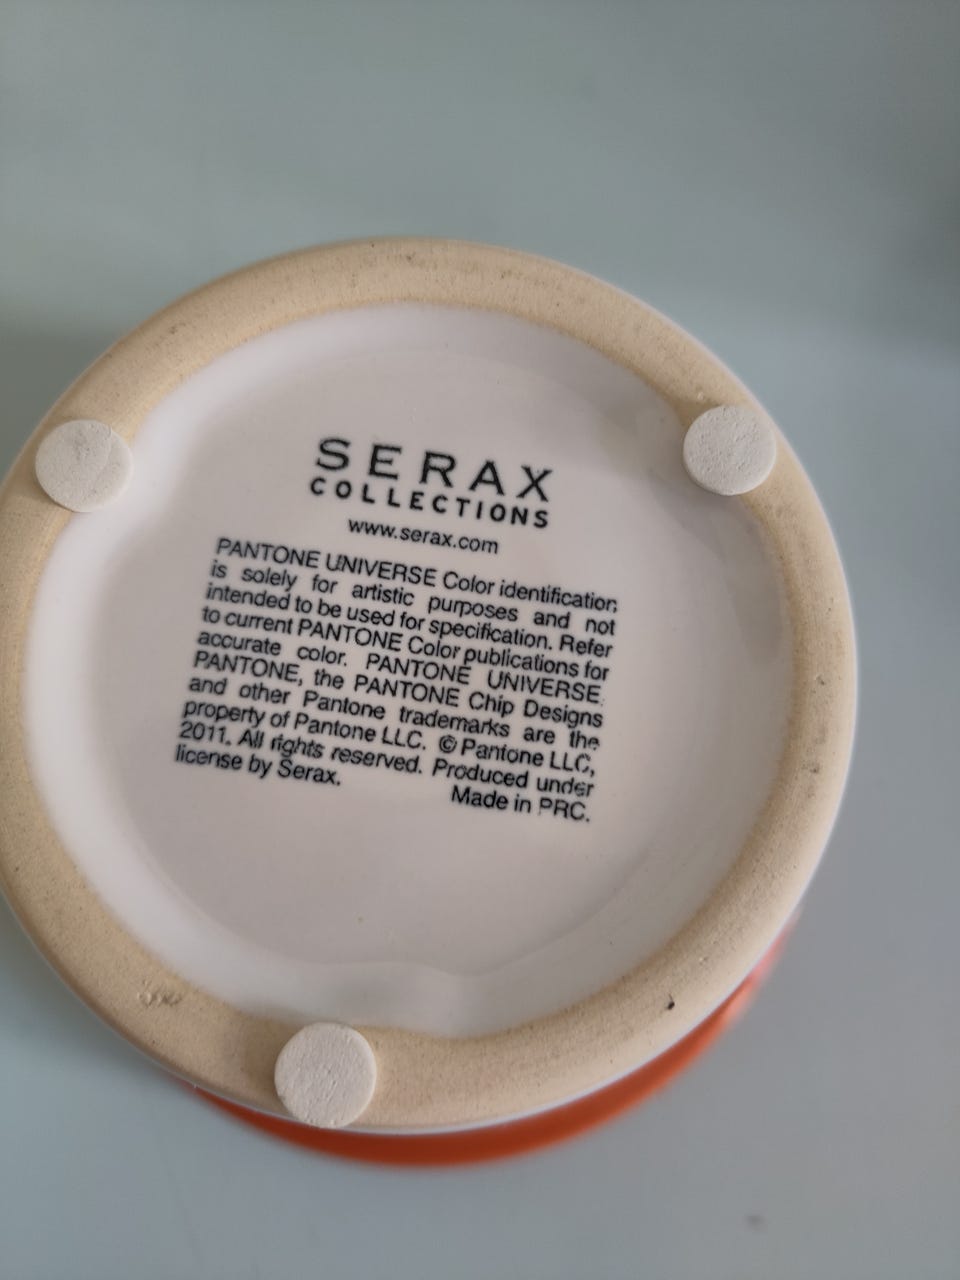 SERAX
COLLECTIONS
www.serax.com
PANTONE UNIVERSE Color identification
is solely for artistic purposes and not
intended to be used for specification. Refer
to current PANTONE Color publications for
accurate color. PANTONE UNIVERSE.
PANTONE, the PANTONE Chip Designs
and other Pantone trademarks are the
property of Pantone LLC. © Pantone LLC,
2011. All rights reserved. Produced under
license by Serax.
Made in PRC.